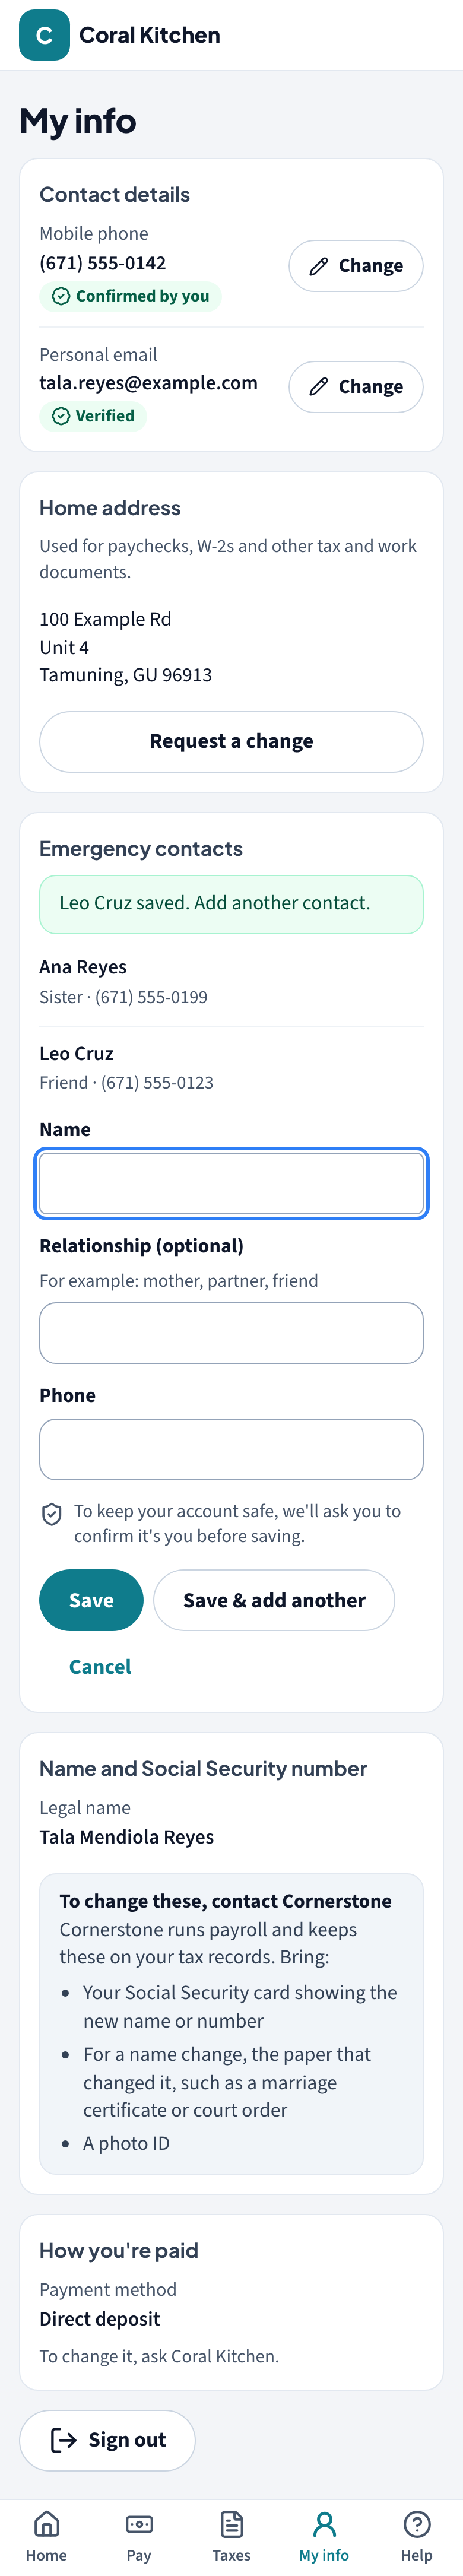 C
Coral Kitchen
My info
Contact details
Mobile phone
(671) 555-0142
Confirmed by you
Change
Personal email
tala.reyes@example.com
Verified
Change
Home address
Used for paychecks, W-2s and other tax and work
documents.
100 Example Rd
Unit 4
Tamuning, GU 96913
Request a change
Emergency contacts
Leo Cruz saved. Add another contact.
Ana Reyes
Sister · (671) 555-0199
Leo Cruz
Friend · (671) 555-0123
Name
Relationship (optional)
For example: mother, partner, friend
Phone
To keep your account safe, we'll ask you to
confirm it's you before saving.
Save
Save & add another
Cancel
Name and Social Security number
Legal name
Tala Mendiola Reyes
To change these, contact Cornerstone
Cornerstone runs payroll and keeps
these on your tax records. Bring:
• Your Social Security card showing the
new name or number
• For a name change, the paper that
changed it, such as a marriage
certificate or court order
• A photo ID
How you're paid
Payment method
Direct deposit
To change it, ask Coral Kitchen.
Sign out
Home
Pay
Taxes
My info
Help